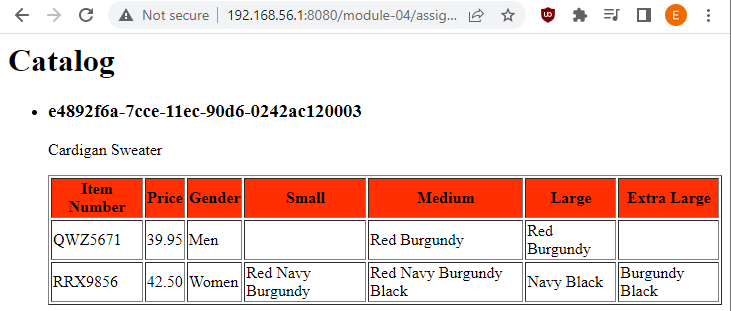 Not secure | 192.168.56.1:8080/module-04/assig...
E
Catalog
e4892f6a-7cce-11ec-90d6-0242ac120003
Cardigan Sweater
Item Number Price Gender Small Medium Large Extra Large
QWZ5671 39.95 Men Red Burgundy Red Burgundy
RRX9856 42.50 Women Red Navy Burgundy Red Navy Burgundy Black Navy Black Burgundy Black